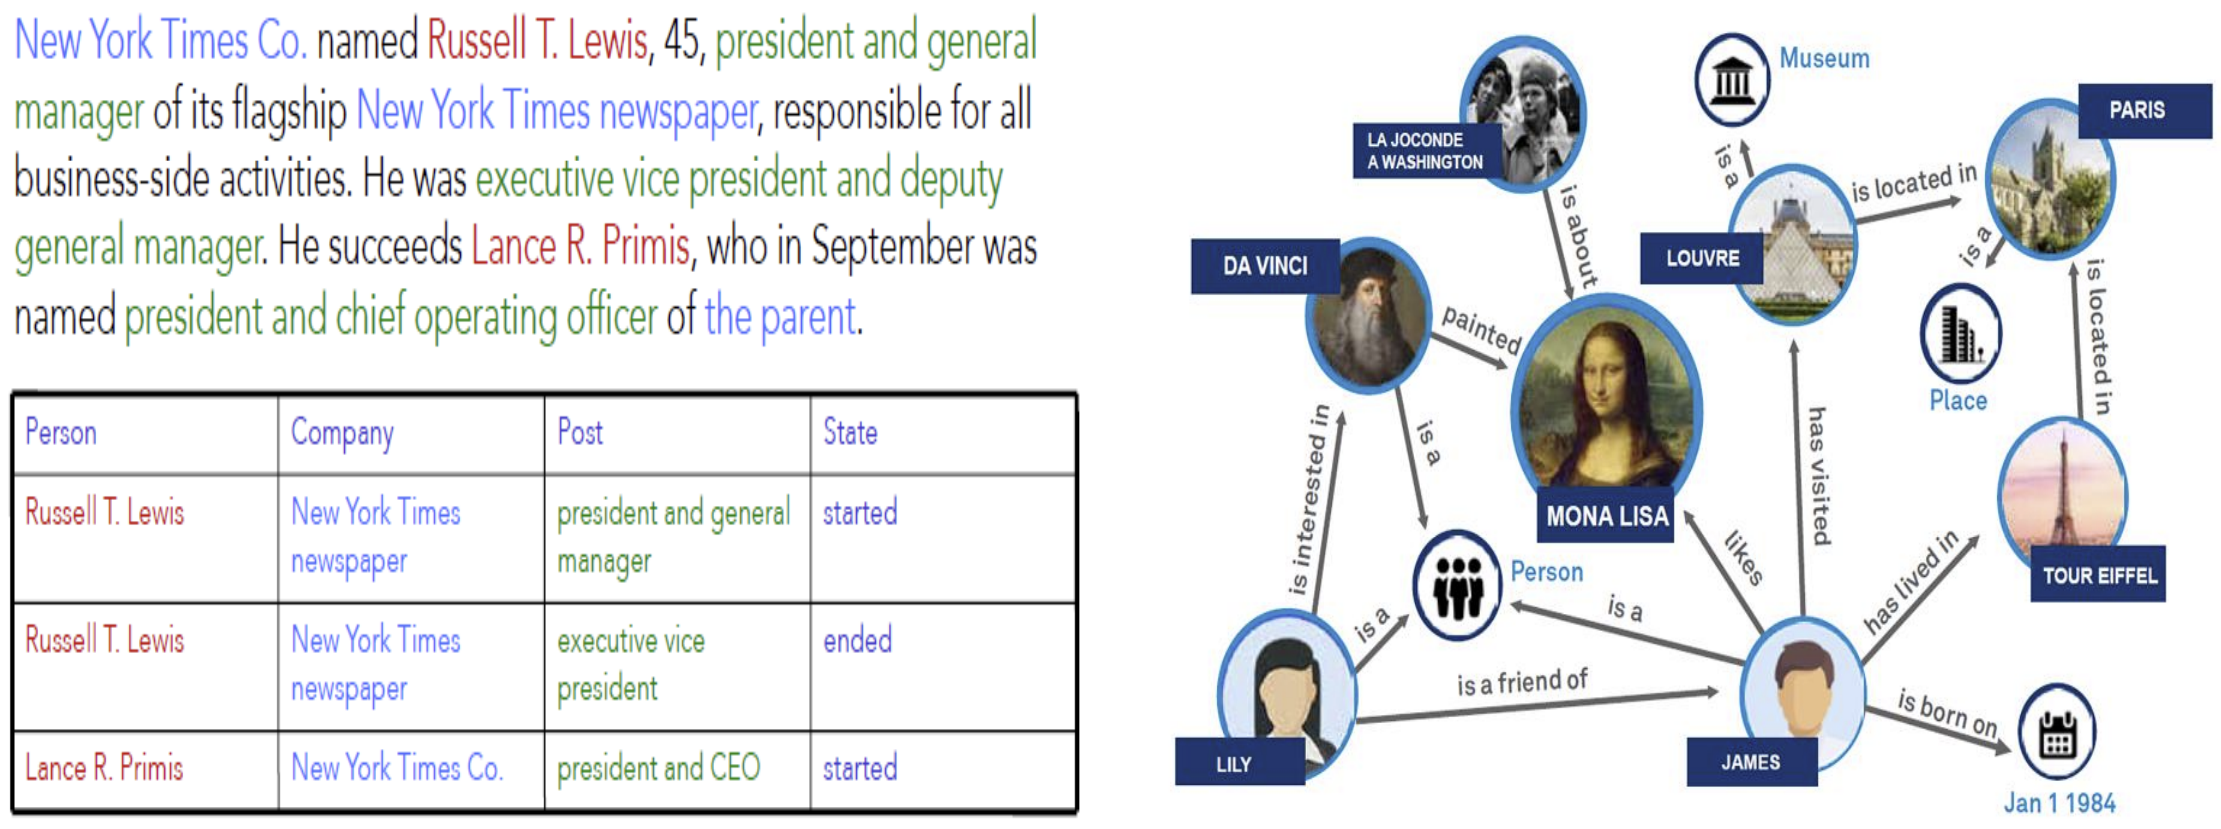 New York Times Co. named Russell T. Lewis, 45, president and general
manager of its flagship New York Times newspaper, responsible for all
business-side activities. He was executive vice president and deputy
general manager. He succeeds Lance R. Primis, who in September was
named president and chief operating officer of the parent.
Person Company Post State
Russell T. Lewis New York Times president and general started
newspaper manager
Russell T. Lewis New York Times executive vice ended
newspaper president
Lance R. Primis New York Times Co. president and CEO started
Museum
PARIS
LA JOCONDE
A WASHINGTON
is a
is located in
is about
LOUVRE
DA VINCI
is a
painted
is located in
Place
is a
is interested in
has visited
MONA LISA
likes
Person
has lived in
TOUR EIFFEL
is a
is a
is a friend of
is born on
LILY
JAMES
Jan 1 1984